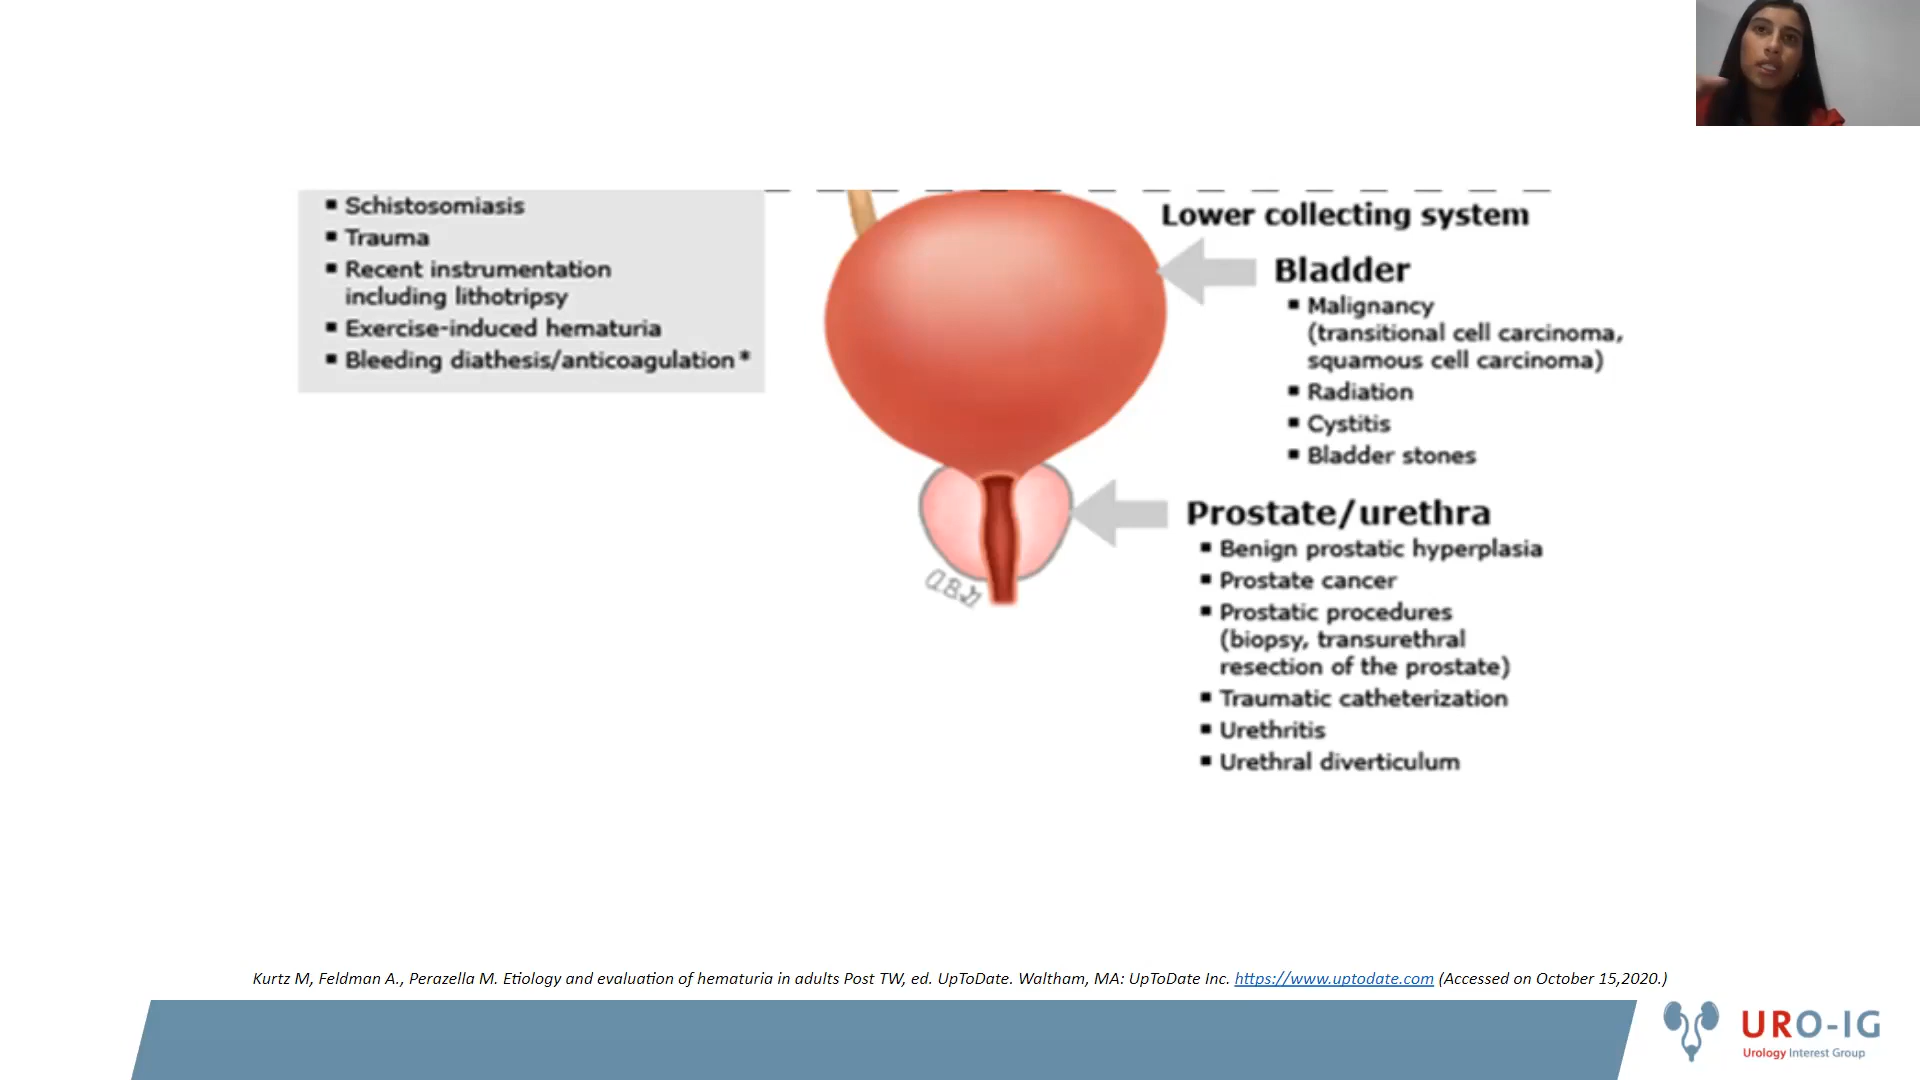 ▪ Schistosomiasis
▪ Trauma
▪ Recent instrumentation
including lithotripsy
▪ Exercise-induced hematuria
▪ Bleeding diathesis/anticoagulation*
Lower collecting system
Bladder
▪ Malignancy
(transitional cell carcinoma,
squamous cell carcinoma)
▪ Radiation
▪ Cystitis
▪ Bladder stones
Prostate/urethra
▪ Benign prostatic hyperplasia
▪ Prostate cancer
▪ Prostatic procedures
(biopsy, transurethral
resection of the prostate)
▪ Traumatic catheterization
▪ Urethritis
▪ Urethral diverticulum
Kurtz M, Feldman A., Perazella M. Etiology and evaluation of hematuria in adults Post TW, ed. UpToDate. Waltham, MA: UpToDate Inc. https://www.uptodate.com (Accessed on October 15,2020.)
URO-IG
Urology Interest Group